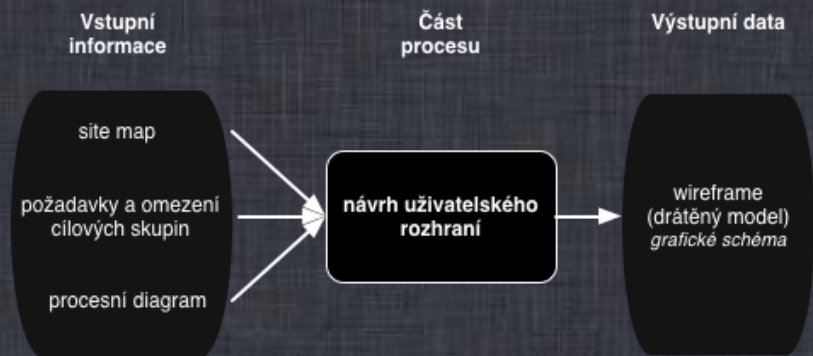 Vstupní
informace
Část
procesu
Výstupní data
site map
požadavky a omezení
cílových skupin
procesní diagram
návrh uživatelského
rozhraní
wireframe
(drátěný model)
grafické schéma